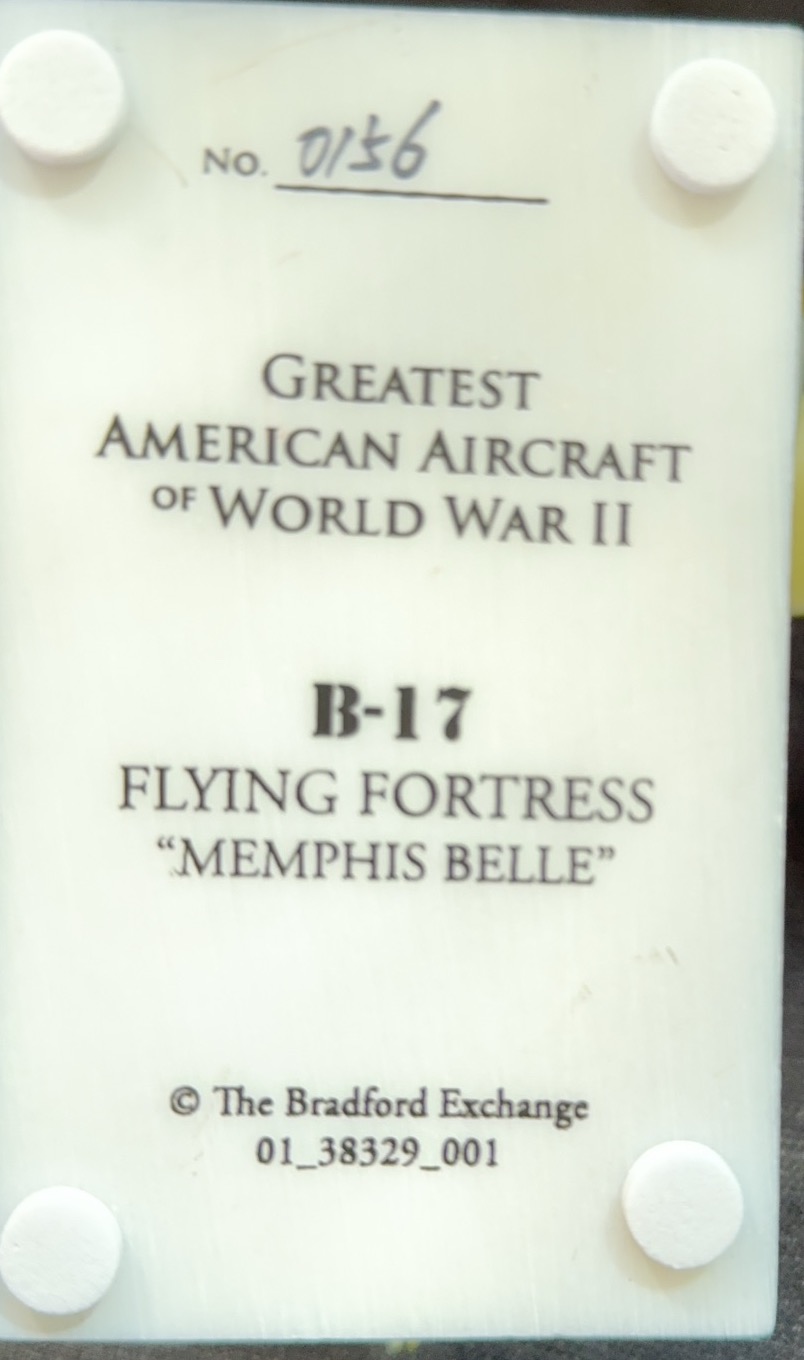 No. 0156
GREATEST
AMERICAN AIRCRAFT
OF WORLD WAR II
B-17
FLYING FORTRESS
“MEMPHIS BELLE”
© The Bradford Exchange
01_38329_001